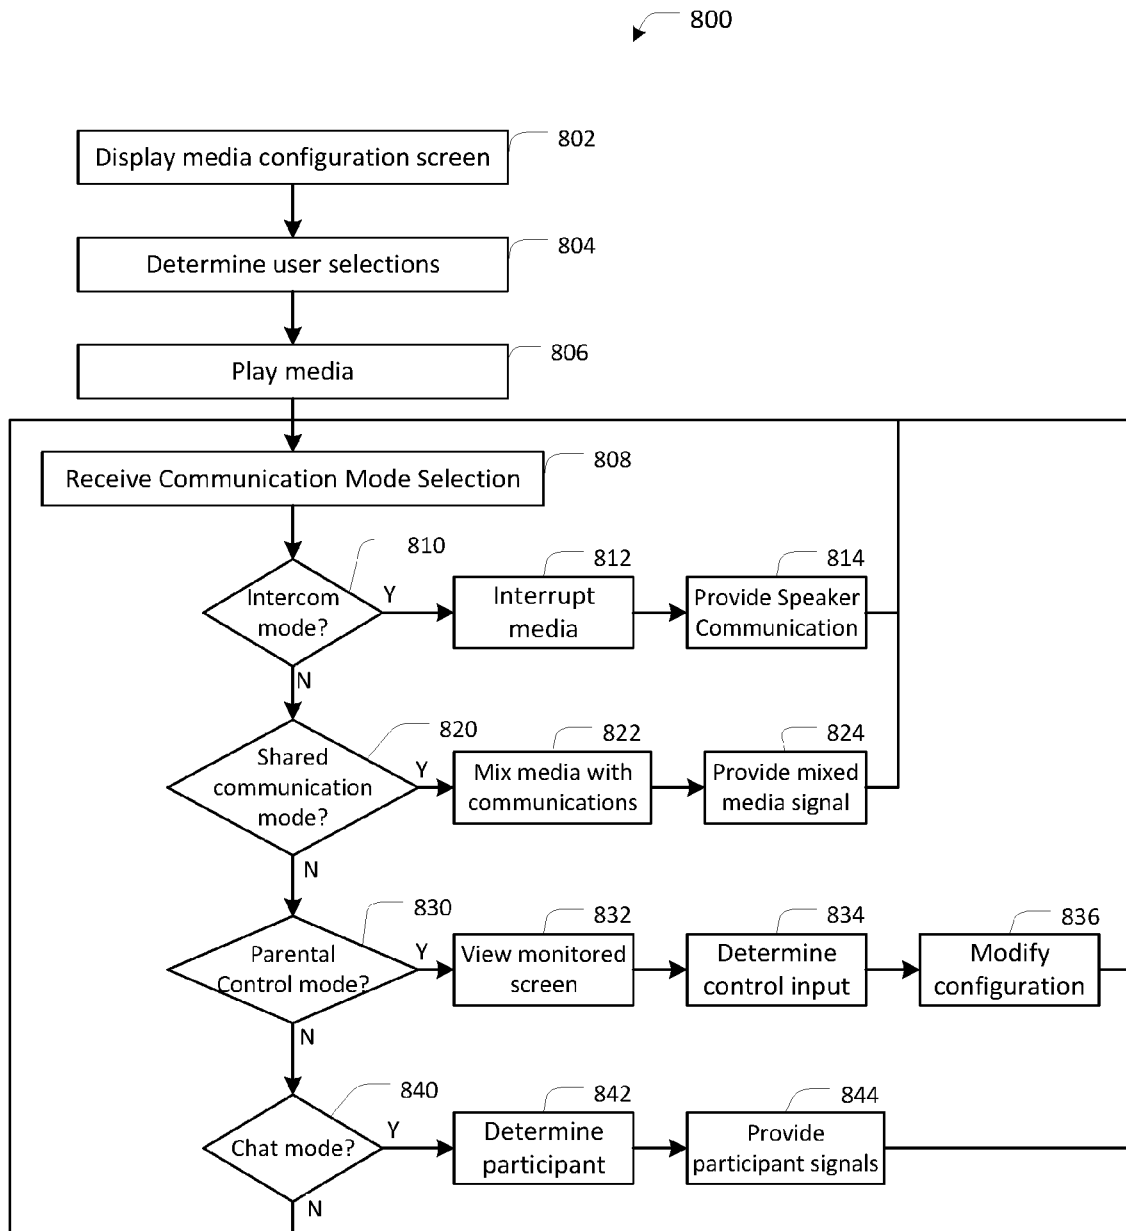 800
Display media configuration screen
802
Determine user selections
804
Play media
806
Receive Communication Mode Selection
808
810
Intercom
mode?
Y
N
812
Interrupt
media
814
Provide Speaker
Communication
820
Shared
communication
mode?
Y
N
822
Mix media with
communications
824
Provide mixed
media signal
830
Parental
Control mode?
Y
N
832
View monitored
screen
834
Determine
control input
836
Modify
configuration
840
Chat mode?
Y
N
842
Determine
participant
844
Provide
participant signals